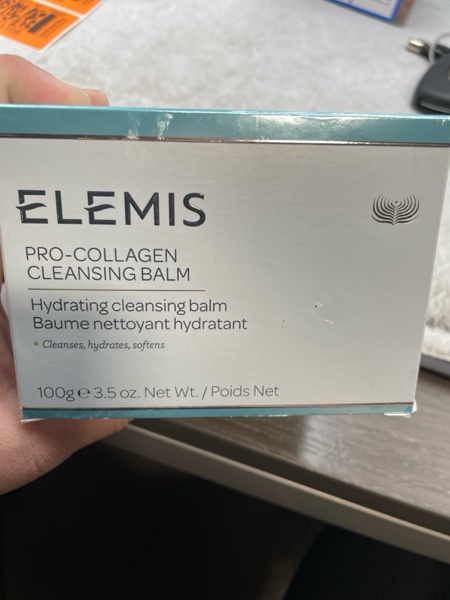 ELEMIS
PRO-COLLAGEN
CLEANSING BALM
Hydrating cleansing balm
Baume nettoyant hydratant
• Cleanses, hydrates, softens
100g ℮ 3.5 oz. Net Wt. / Poids Net